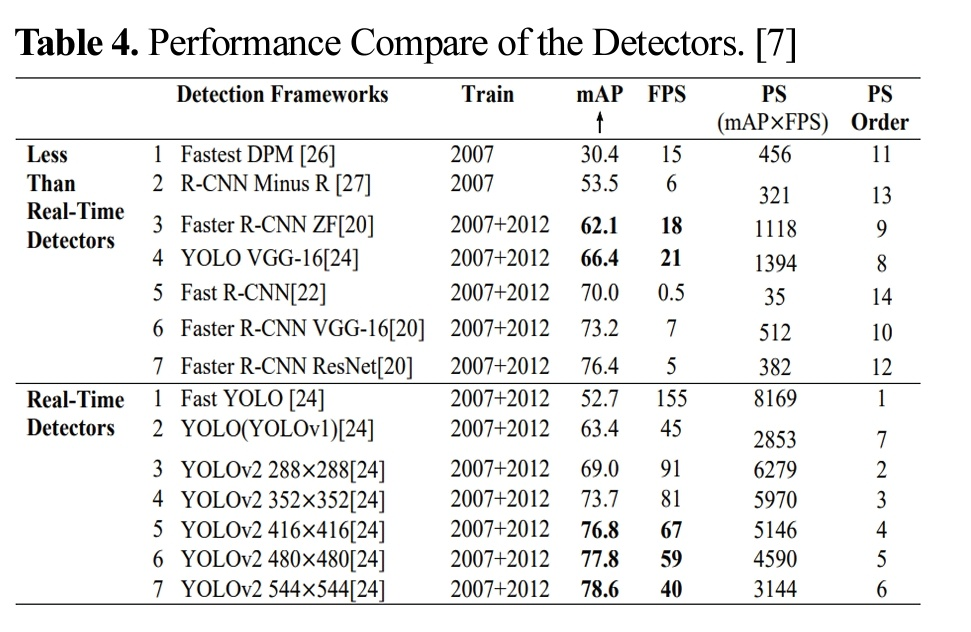 Table 4. Performance Compare of the Detectors. [7]
Detection Frameworks Train mAP FPS PS PS
↑ (mAP×FPS) Order
Less 1 Fastest DPM [26] 2007 30.4 15 456 11
Than 2 R-CNN Minus R [27] 2007 53.5 6 321 13
Real-Time 3 Faster R-CNN ZF[20] 2007+2012 62.1 18 1118 9
Detectors 4 YOLO VGG-16[24] 2007+2012 66.4 21 1394 8
5 Fast R-CNN[22] 2007+2012 70.0 0.5 35 14
6 Faster R-CNN VGG-16[20] 2007+2012 73.2 7 512 10
7 Faster R-CNN ResNet[20] 2007+2012 76.4 5 382 12
Real-Time 1 Fast YOLO [24] 2007+2012 52.7 155 8169 1
Detectors 2 YOLO(YOLOv1)[24] 2007+2012 63.4 45 2853 7
3 YOLOv2 288×288[24] 2007+2012 69.0 91 6279 2
4 YOLOv2 352×352[24] 2007+2012 73.7 81 5970 3
5 YOLOv2 416×416[24] 2007+2012 76.8 67 5146 4
6 YOLOv2 480×480[24] 2007+2012 77.8 59 4590 5
7 YOLOv2 544×544[24] 2007+2012 78.6 40 3144 6